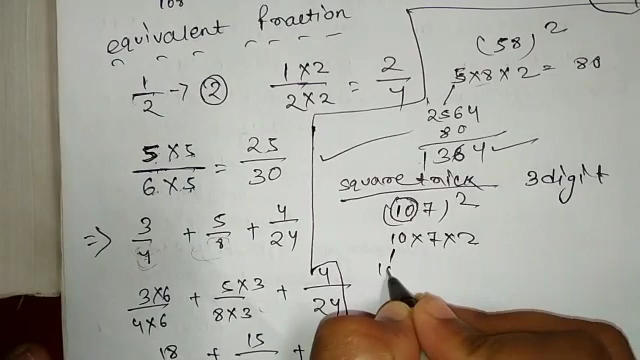 108
equivalent fraction
1/2 → 2 1×2/2×2 = 2/4
5×5/6×5 = 25/30
⇒ 3/4 + 5/8 + 4/24
3×6/4×6 + 5×3/8×3 + 4/24
18 + 15 +
(58)²
5×8×2 = 80
2564
80
1364
square trick 3digit
(107)²
10×7×2
10